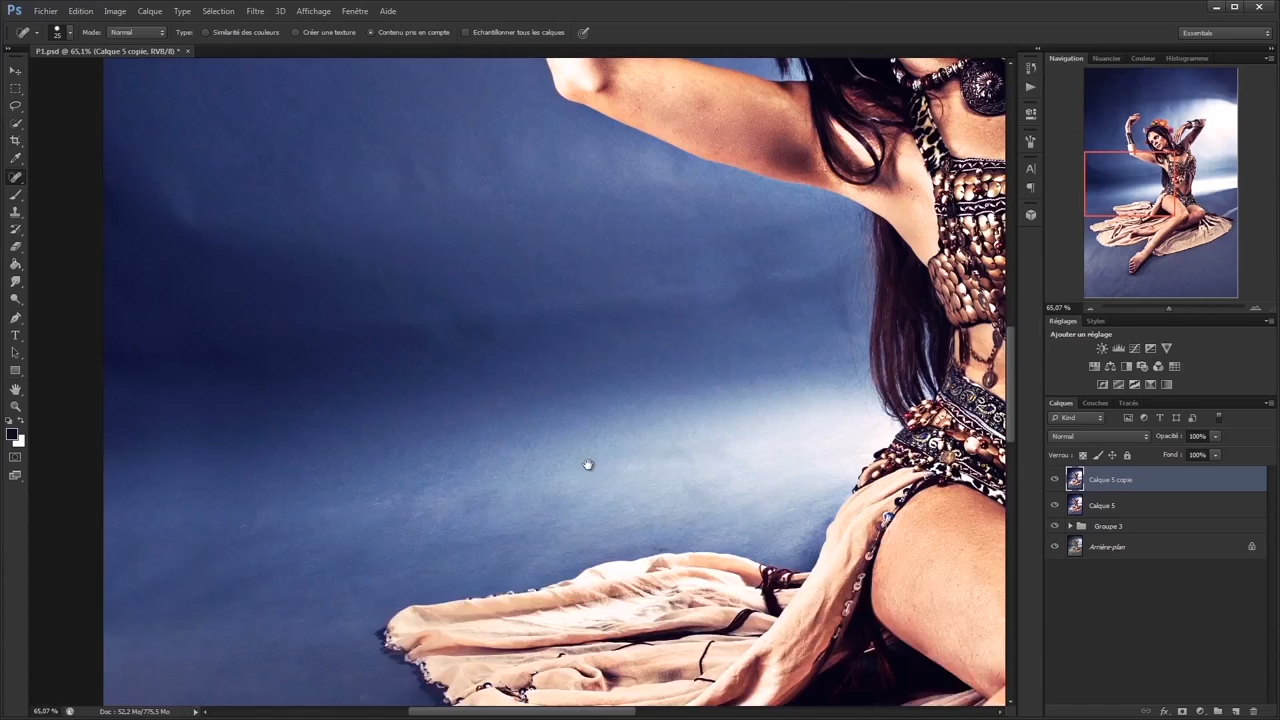 Ps Fichier Edition Image Calque Type Sélection Filtre 3D Affichage Fenêtre Aide
25 Mode: Normal Type: Similarité des couleurs Créer une texture Contenu pris en compte Echantillonner tous les calques Essentials
P1.psd @ 65,1% (Calque 5 copie, RVB/8) * ×
Navigation Nuancier Couleur Histogramme
65,07 %
Réglages Styles
Ajouter un réglage
Calques Couches Tracés
Kind
Normal Opacité : 100%
Verrou : Fond : 100%
Calque 5 copie
Calque 5
Groupe 3
Arrière-plan
65,07 % Doc : 52,2 Mo/775,5 Mo